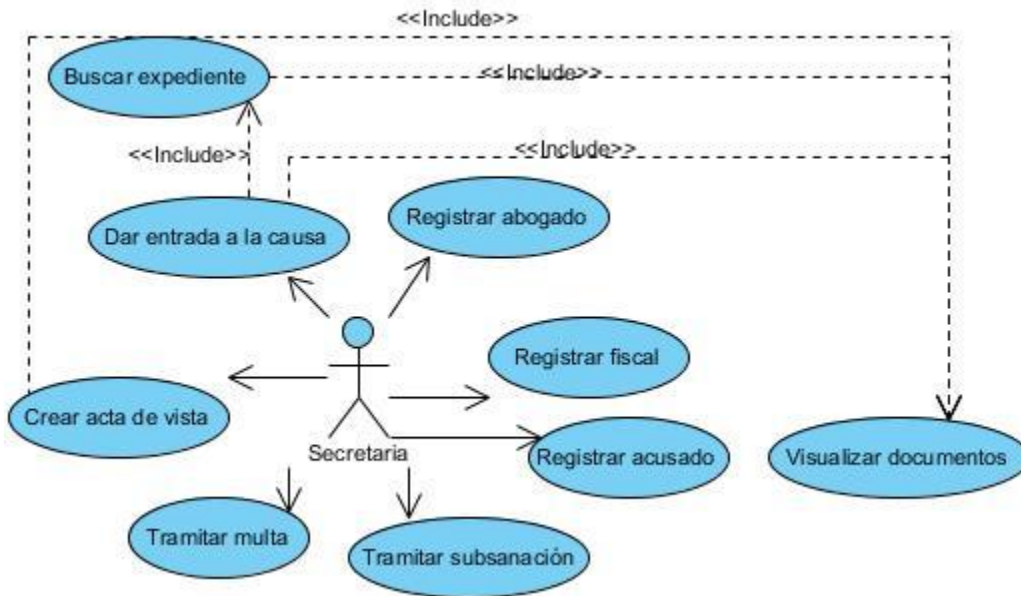 <<Include>>
Buscar expediente
<<Include>>
<<Include>>
<<Include>>
Registrar abogado
Dar entrada a la causa
Registrar fiscal
Crear acta de vista
Secretaria
Registrar acusado
Visualizar documentos
Tramitar multa
Tramitar subsanación